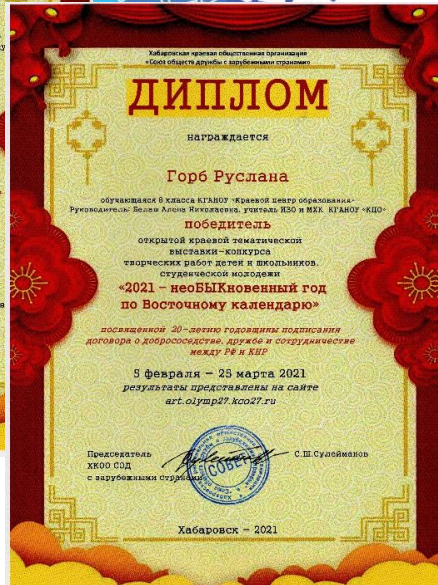 Хабаровская краевая общественная организация
«Союз обществ дружбы с зарубежными странами»
ДИПЛОМ
награждается
Горб Руслана
обучающаяся 8 класса КГАНОУ «Краевой центр образования»
Руководитель: Белаш Алена Николаевна, учитель ИЗО и МХК КГАНОУ «КЦО»
победитель
открытой краевой тематической
выставки-конкурса
творческих работ детей и школьников,
студенческой молодежи
«2021 – неоБЫКновенный год
по Восточному календарю»
посвященной 20-летию годовщины подписания
договора о добрососедстве, дружбе и сотрудничестве
между РФ и КНР
5 февраля – 25 марта 2021
результаты представлены на сайте
art.olymp27.kco27.ru
Председатель
ХКОО СОД
с зарубежными странами
СОВЕТ
С.Ш.Сулейманов
Хабаровск – 2021